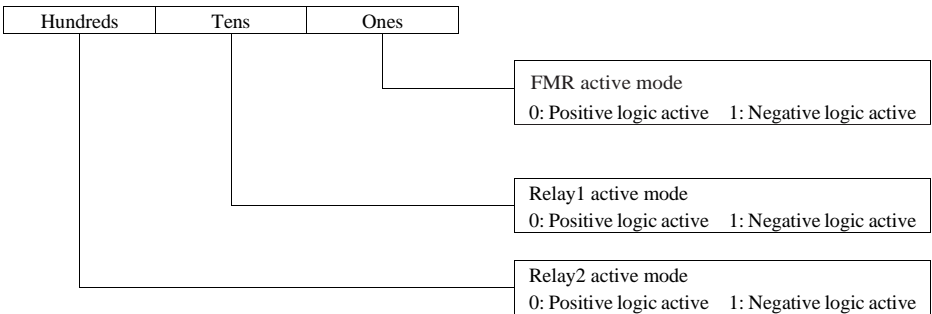 Hundreds Tens Ones
FMR active mode
0: Positive logic active 1: Negative logic active
Relay1 active mode
0: Positive logic active 1: Negative logic active
Relay2 active mode
0: Positive logic active 1: Negative logic active